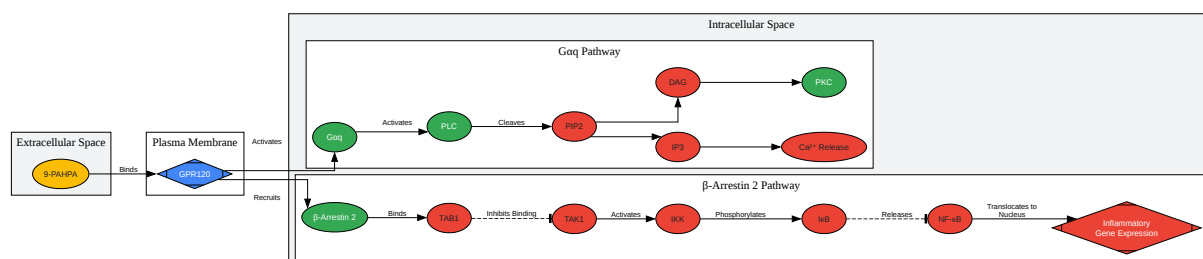 Intracellular Space
Gαq Pathway
DAG
PKC
Gαq
Activates
PLC
Cleaves
PIP2
IP3
Ca²⁺ Release
Extracellular Space
9-PAHPA
Binds
Plasma Membrane
GPR120
Activates
Recruits
β-Arrestin 2 Pathway
β-Arrestin 2
Binds
TAB1
Inhibits Binding
TAK1
Activates
IKK
Phosphorylates
IκB
Releases
NF-κB
Translocates to
Nucleus
Inflammatory
Gene Expression